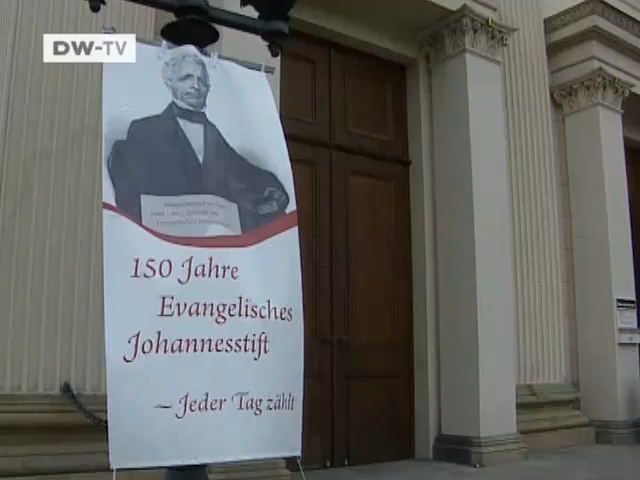 DW-TV
150 Jahre
Evangelisches
Johannesstift
– Jeder Tag zählt